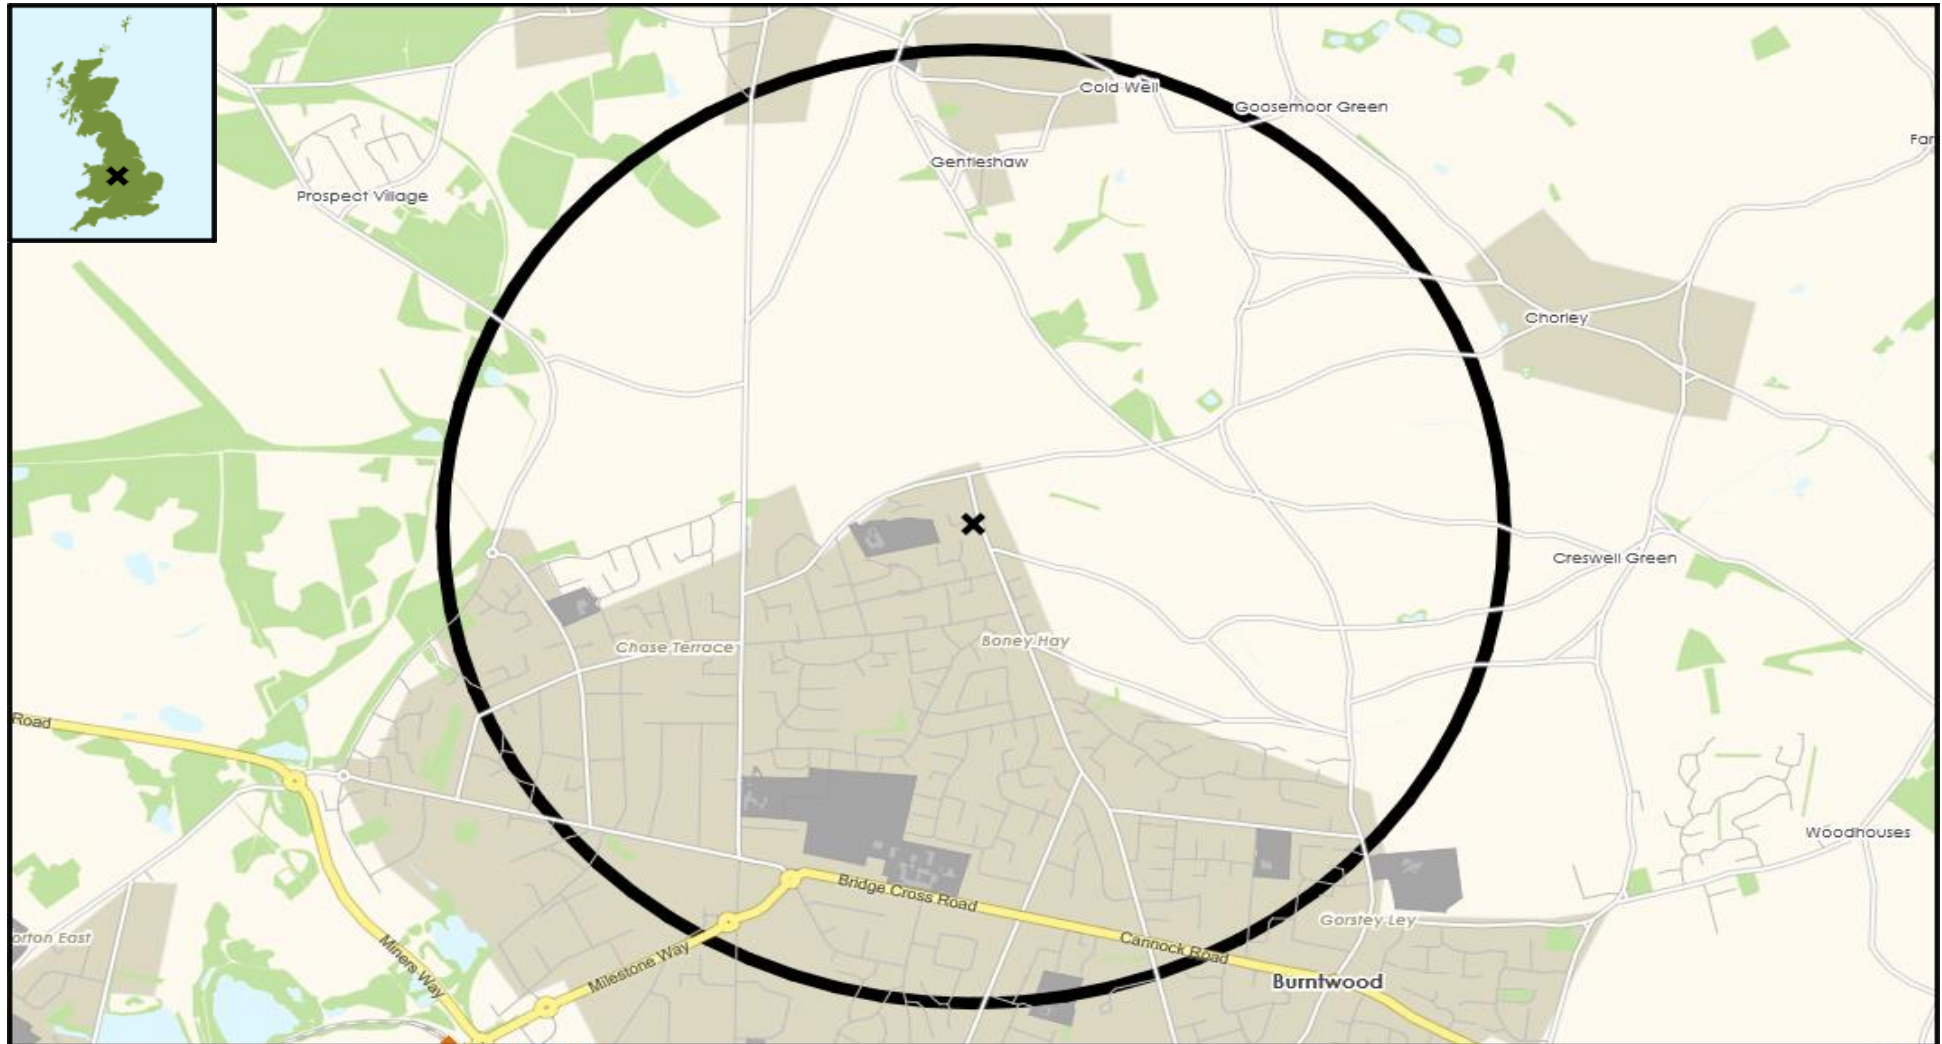 Cold Well
Goosemoor Green
Gentleshaw
Prospect Village
Chorley
Creswell Green
Boney Hay
Chase Terrace
Road
Woodhouses
Bridge Cross Road
Gorstey Ley
Cannock Road
Miners Way
Milestone Way
Burntwood